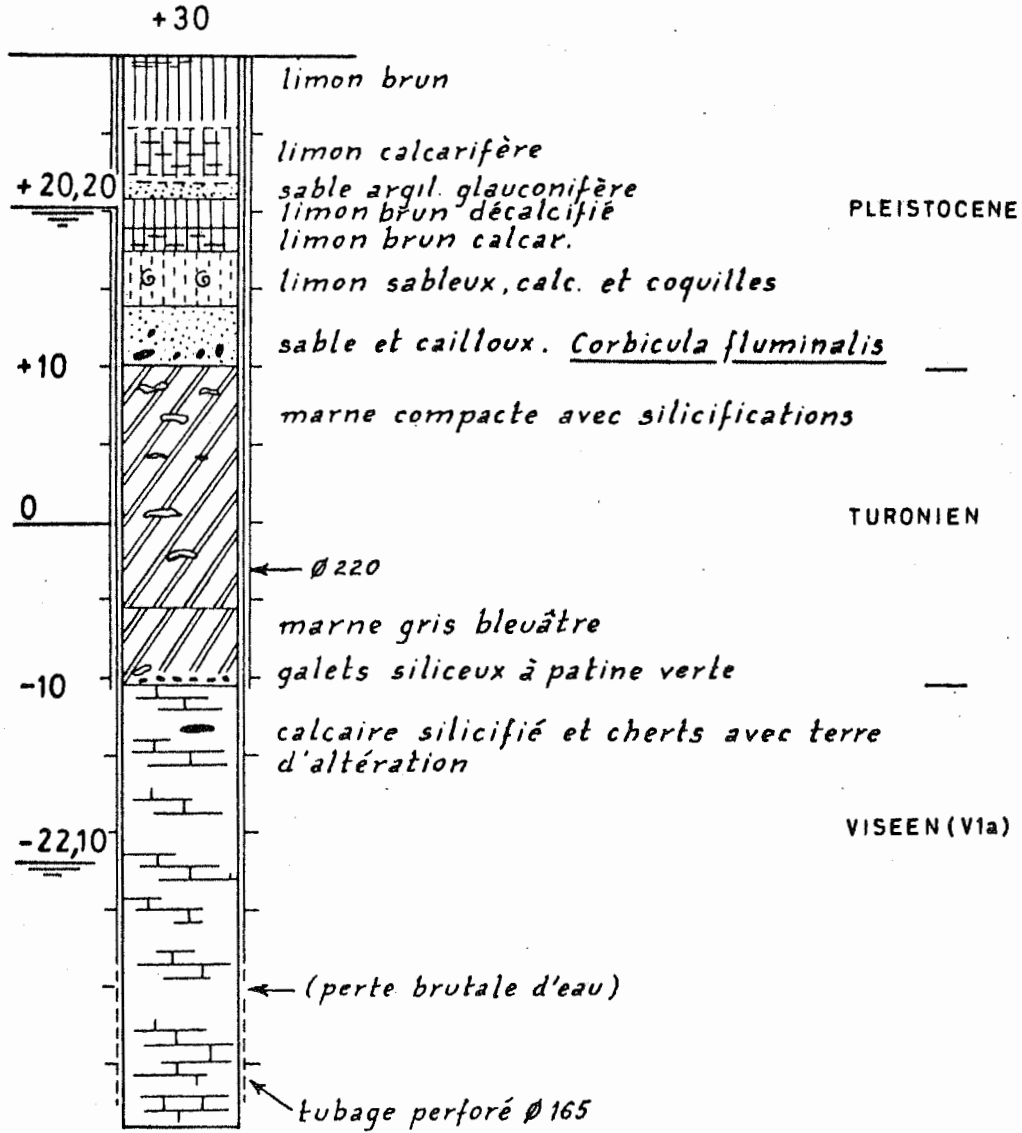 +30
limon brun
limon calcarifère
+20,20
sable argil. glauconifère
limon brun décalcifié
PLEISTOCENE
limon brun calcar.
limon sableux, calc. et coquilles
sable et cailloux. Corbicula fluminalis
+10
marne compacte avec silicifications
0
TURONIEN
Ø 220
marne gris bleuâtre
galets siliceux à patine verte
-10
calcaire silicifié et cherts avec terre
d'altération
VISEEN (V1a)
-22,10
(perte brutale d'eau)
tubage perforé Ø 165